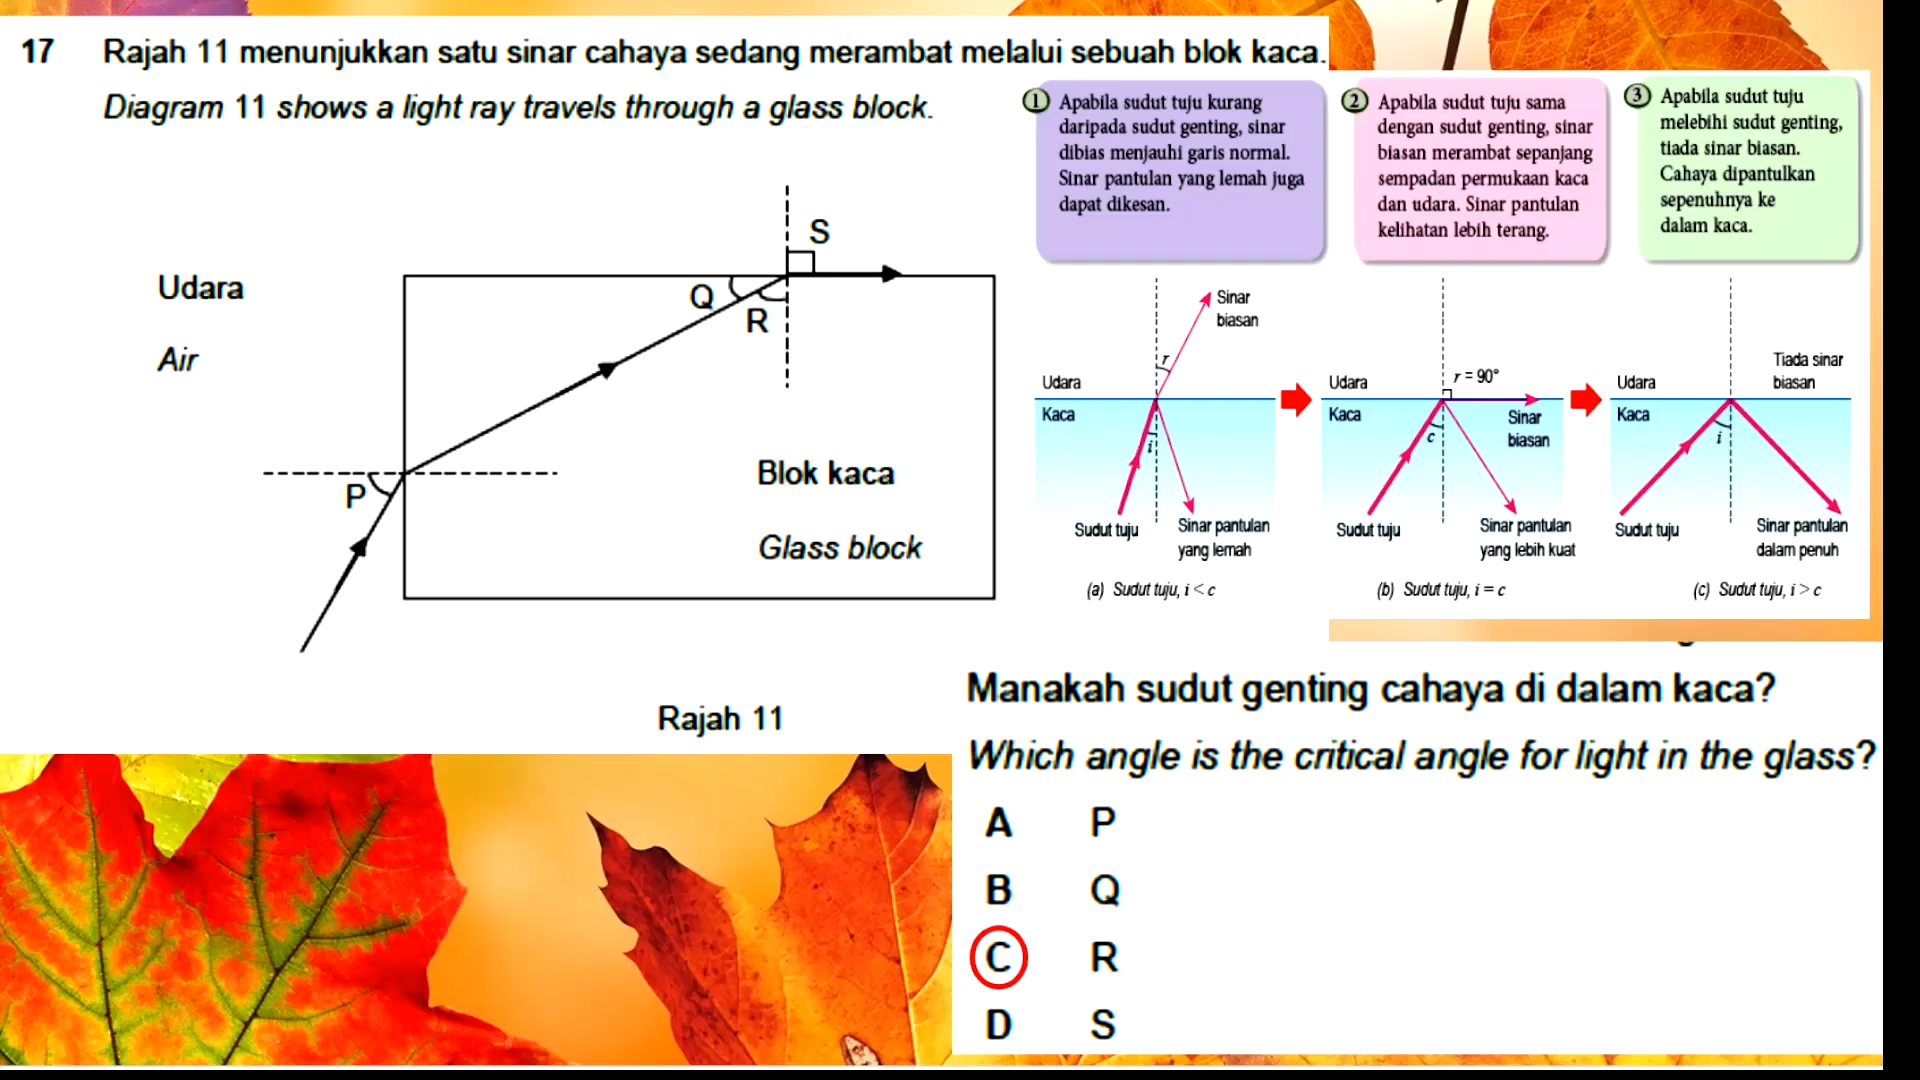 17 Rajah 11 menunjukkan satu sinar cahaya sedang merambat melalui sebuah blok kaca.
Diagram 11 shows a light ray travels through a glass block.
Udara
Air
P
Q
R
S
Blok kaca
Glass block
Rajah 11
1 Apabila sudut tuju kurang
daripada sudut genting, sinar
dibias menjauhi garis normal.
Sinar pantulan yang lemah juga
dapat dikesan.
2 Apabila sudut tuju sama
dengan sudut genting, sinar
biasan merambat sepanjang
sempadan permukaan kaca
dan udara. Sinar pantulan
kelihatan lebih terang.
3 Apabila sudut tuju
melebihi sudut genting,
tiada sinar biasan.
Cahaya dipantulkan
sepenuhnya ke
dalam kaca.
Sinar
biasan
r
Udara
Kaca
i
Sudut tuju
Sinar pantulan
yang lemah
(a) Sudut tuju, i < c
r = 90°
Udara
Kaca
c
Sinar
biasan
Sudut tuju
Sinar pantulan
yang lebih kuat
(b) Sudut tuju, i = c
Tiada sinar
biasan
Udara
Kaca
i
Sudut tuju
Sinar pantulan
dalam penuh
(c) Sudut tuju, i > c
Manakah sudut genting cahaya di dalam kaca?
Which angle is the critical angle for light in the glass?
A P
B Q
C R
D S